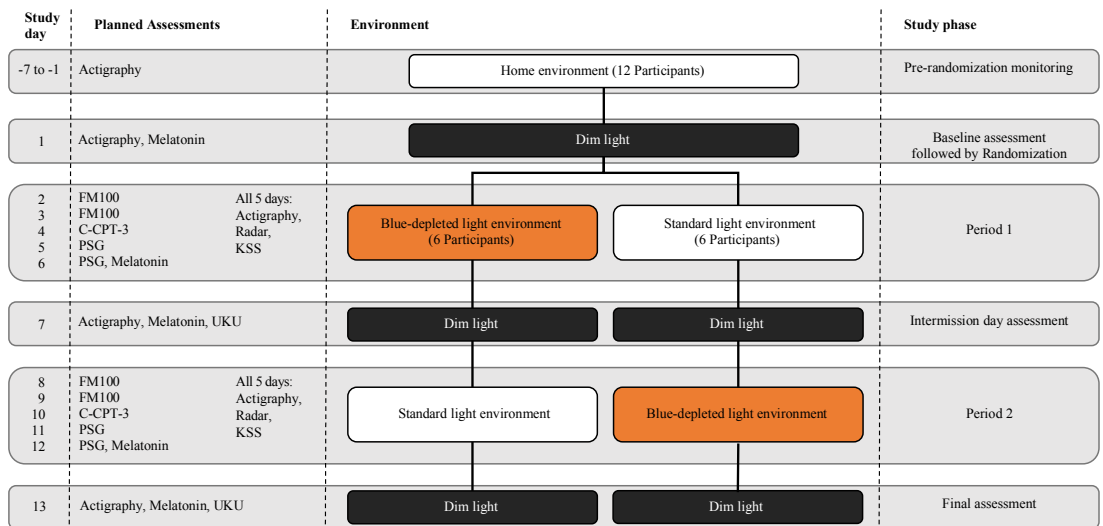 Study day
Planned Assessments
Environment
Study phase
-7 to -1
Actigraphy
Home environment (12 Participants)
Pre-randomization monitoring
1
Actigraphy, Melatonin
Dim light
Baseline assessment
followed by Randomization
2
FM100
3
FM100
4
C-CPT-3
5
PSG
6
PSG, Melatonin
All 5 days:
Actigraphy,
Radar,
KSS
Blue-depleted light environment
(6 Participants)
Standard light environment
(6 Participants)
Period 1
7
Actigraphy, Melatonin, UKU
Dim light
Dim light
Intermission day assessment
8
FM100
9
FM100
10
C-CPT-3
11
PSG
12
PSG, Melatonin
All 5 days:
Actigraphy,
Radar,
KSS
Standard light environment
Blue-depleted light environment
Period 2
13
Actigraphy, Melatonin, UKU
Dim light
Dim light
Final assessment